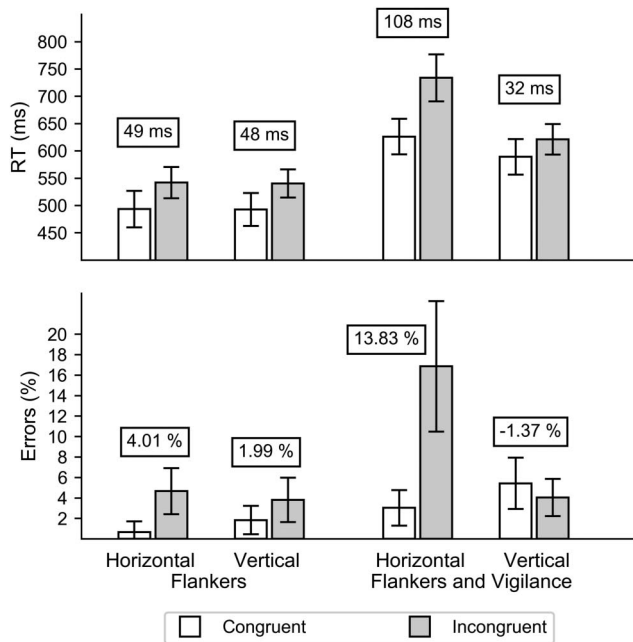 RT (ms)
800
750
700
650
600
550
500
450
49 ms
48 ms
108 ms
32 ms
Errors (%)
20
18
16
14
12
10
8
6
4
2
4.01 %
1.99 %
13.83 %
-1.37 %
Horizontal Vertical Horizontal Vertical
Flankers Flankers and Vigilance
Congruent Incongruent